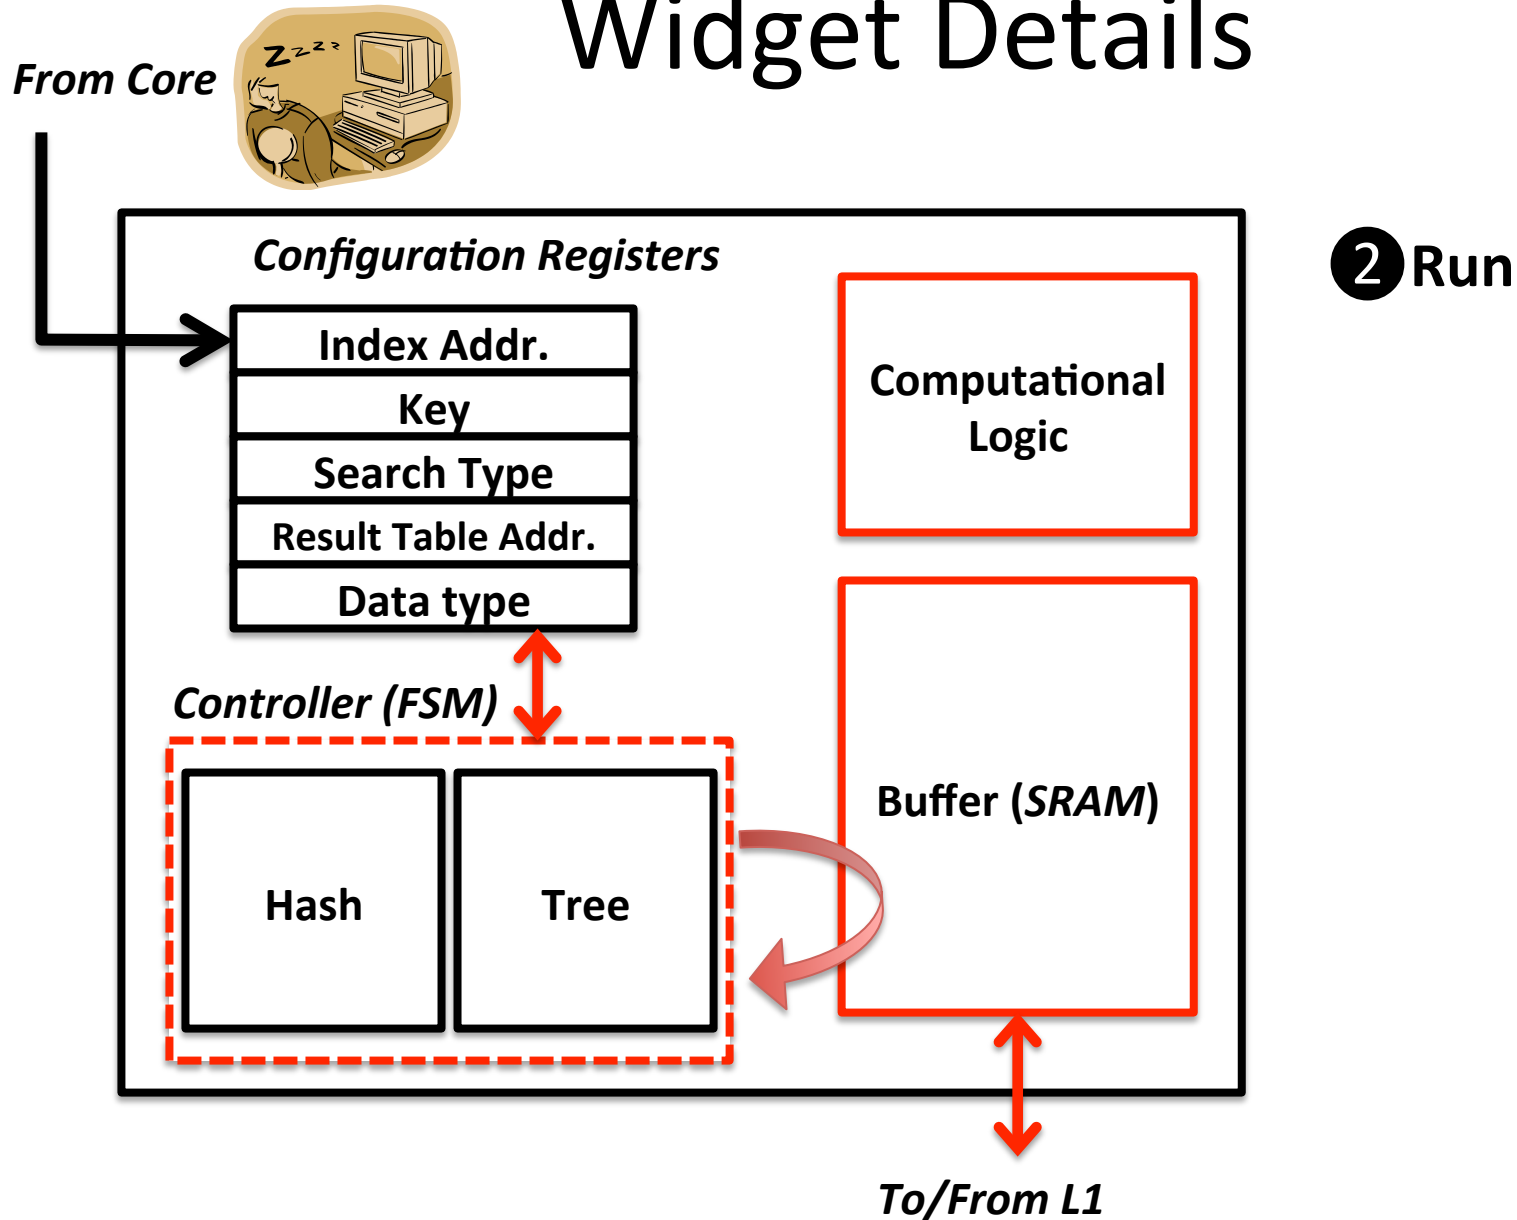 Widget Details
From Core
Zzzzz
Configuration Registers
2 Run
Index Addr.
Key
Search Type
Result Table Addr.
Data type
Computational
Logic
Controller (FSM)
Hash
Tree
Buffer (SRAM)
To/From L1